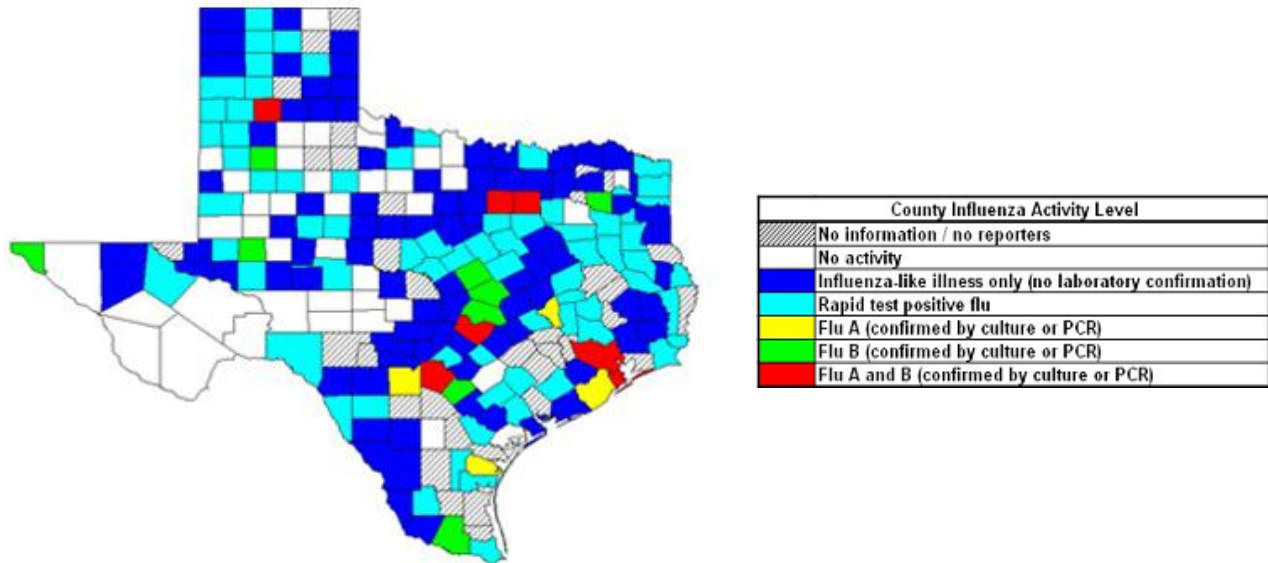 County Influenza Activity Level
No information / no reporters
No activity
Influenza-like illness only (no laboratory confirmation)
Rapid test positive flu
Flu A (confirmed by culture or PCR)
Flu B (confirmed by culture or PCR)
Flu A and B (confirmed by culture or PCR)